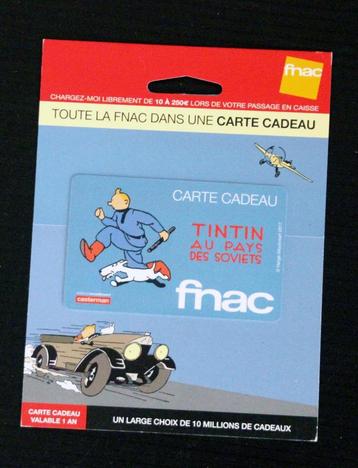 fnac
CHARGEZ-MOI LIBREMENT DE 10 À 250€ LORS DE VOTRE PASSAGE EN CAISSE
TOUTE LA FNAC DANS UNE CARTE CADEAU
CARTE CADEAU
TINTIN
AU PAYS
DES SOVIETS
casterman
fnac
CARTE CADEAU
VALABLE 1 AN
UN LARGE CHOIX DE 10 MILLIONS DE CADEAUX